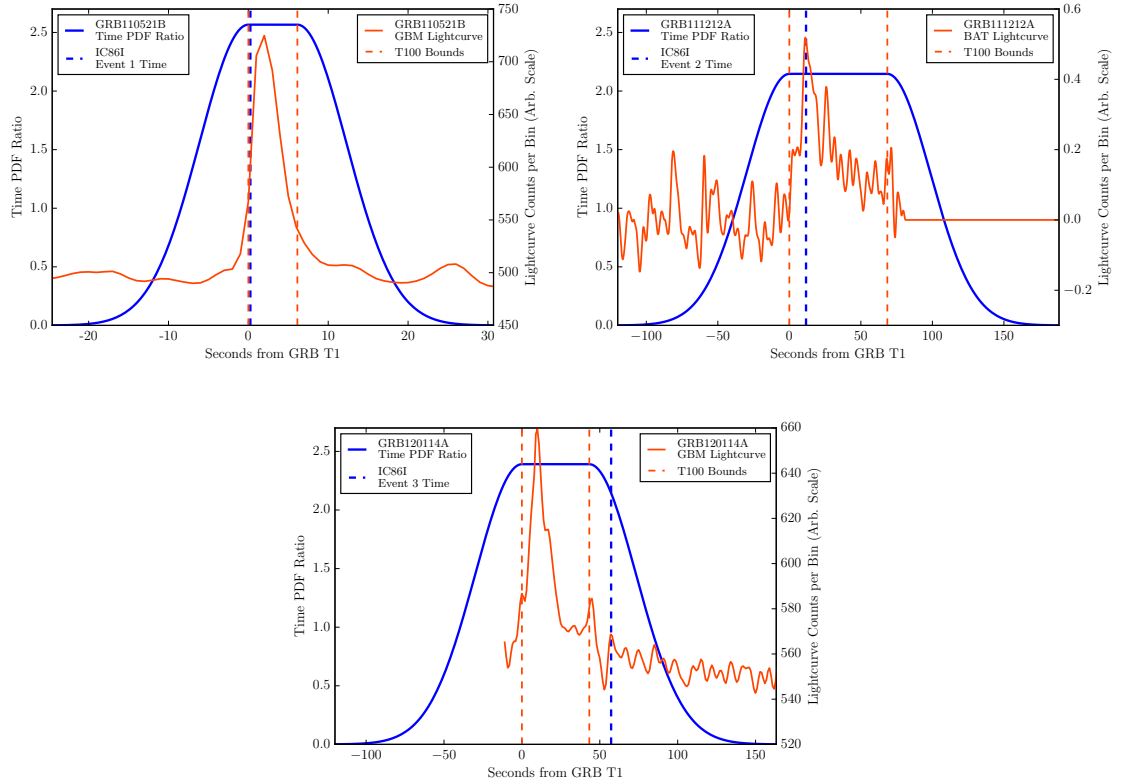 GRB110521B
Time PDF Ratio
IC86I
Event 1 Time
GRB110521B
GBM Lightcurve
T100 Bounds
Time PDF Ratio
2.5
2.0
1.5
1.0
0.5
0.0
750
700
650
600
550
500
450
Lightcurve Counts per Bin (Arb. Scale)
−20
−10
0
10
20
30
Seconds from GRB T1
GRB111212A
Time PDF Ratio
IC86I
Event 2 Time
GRB111212A
BAT Lightcurve
T100 Bounds
Time PDF Ratio
2.5
2.0
1.5
1.0
0.5
0.0
0.6
0.4
0.2
0.0
−0.2
Lightcurve Counts per Bin (Arb. Scale)
−100
−50
0
50
100
150
Seconds from GRB T1
GRB120114A
Time PDF Ratio
IC86I
Event 3 Time
GRB120114A
GBM Lightcurve
T100 Bounds
Time PDF Ratio
2.5
2.0
1.5
1.0
0.5
0.0
660
640
620
600
580
560
540
520
Lightcurve Counts per Bin (Arb. Scale)
−100
−50
0
50
100
150
Seconds from GRB T1